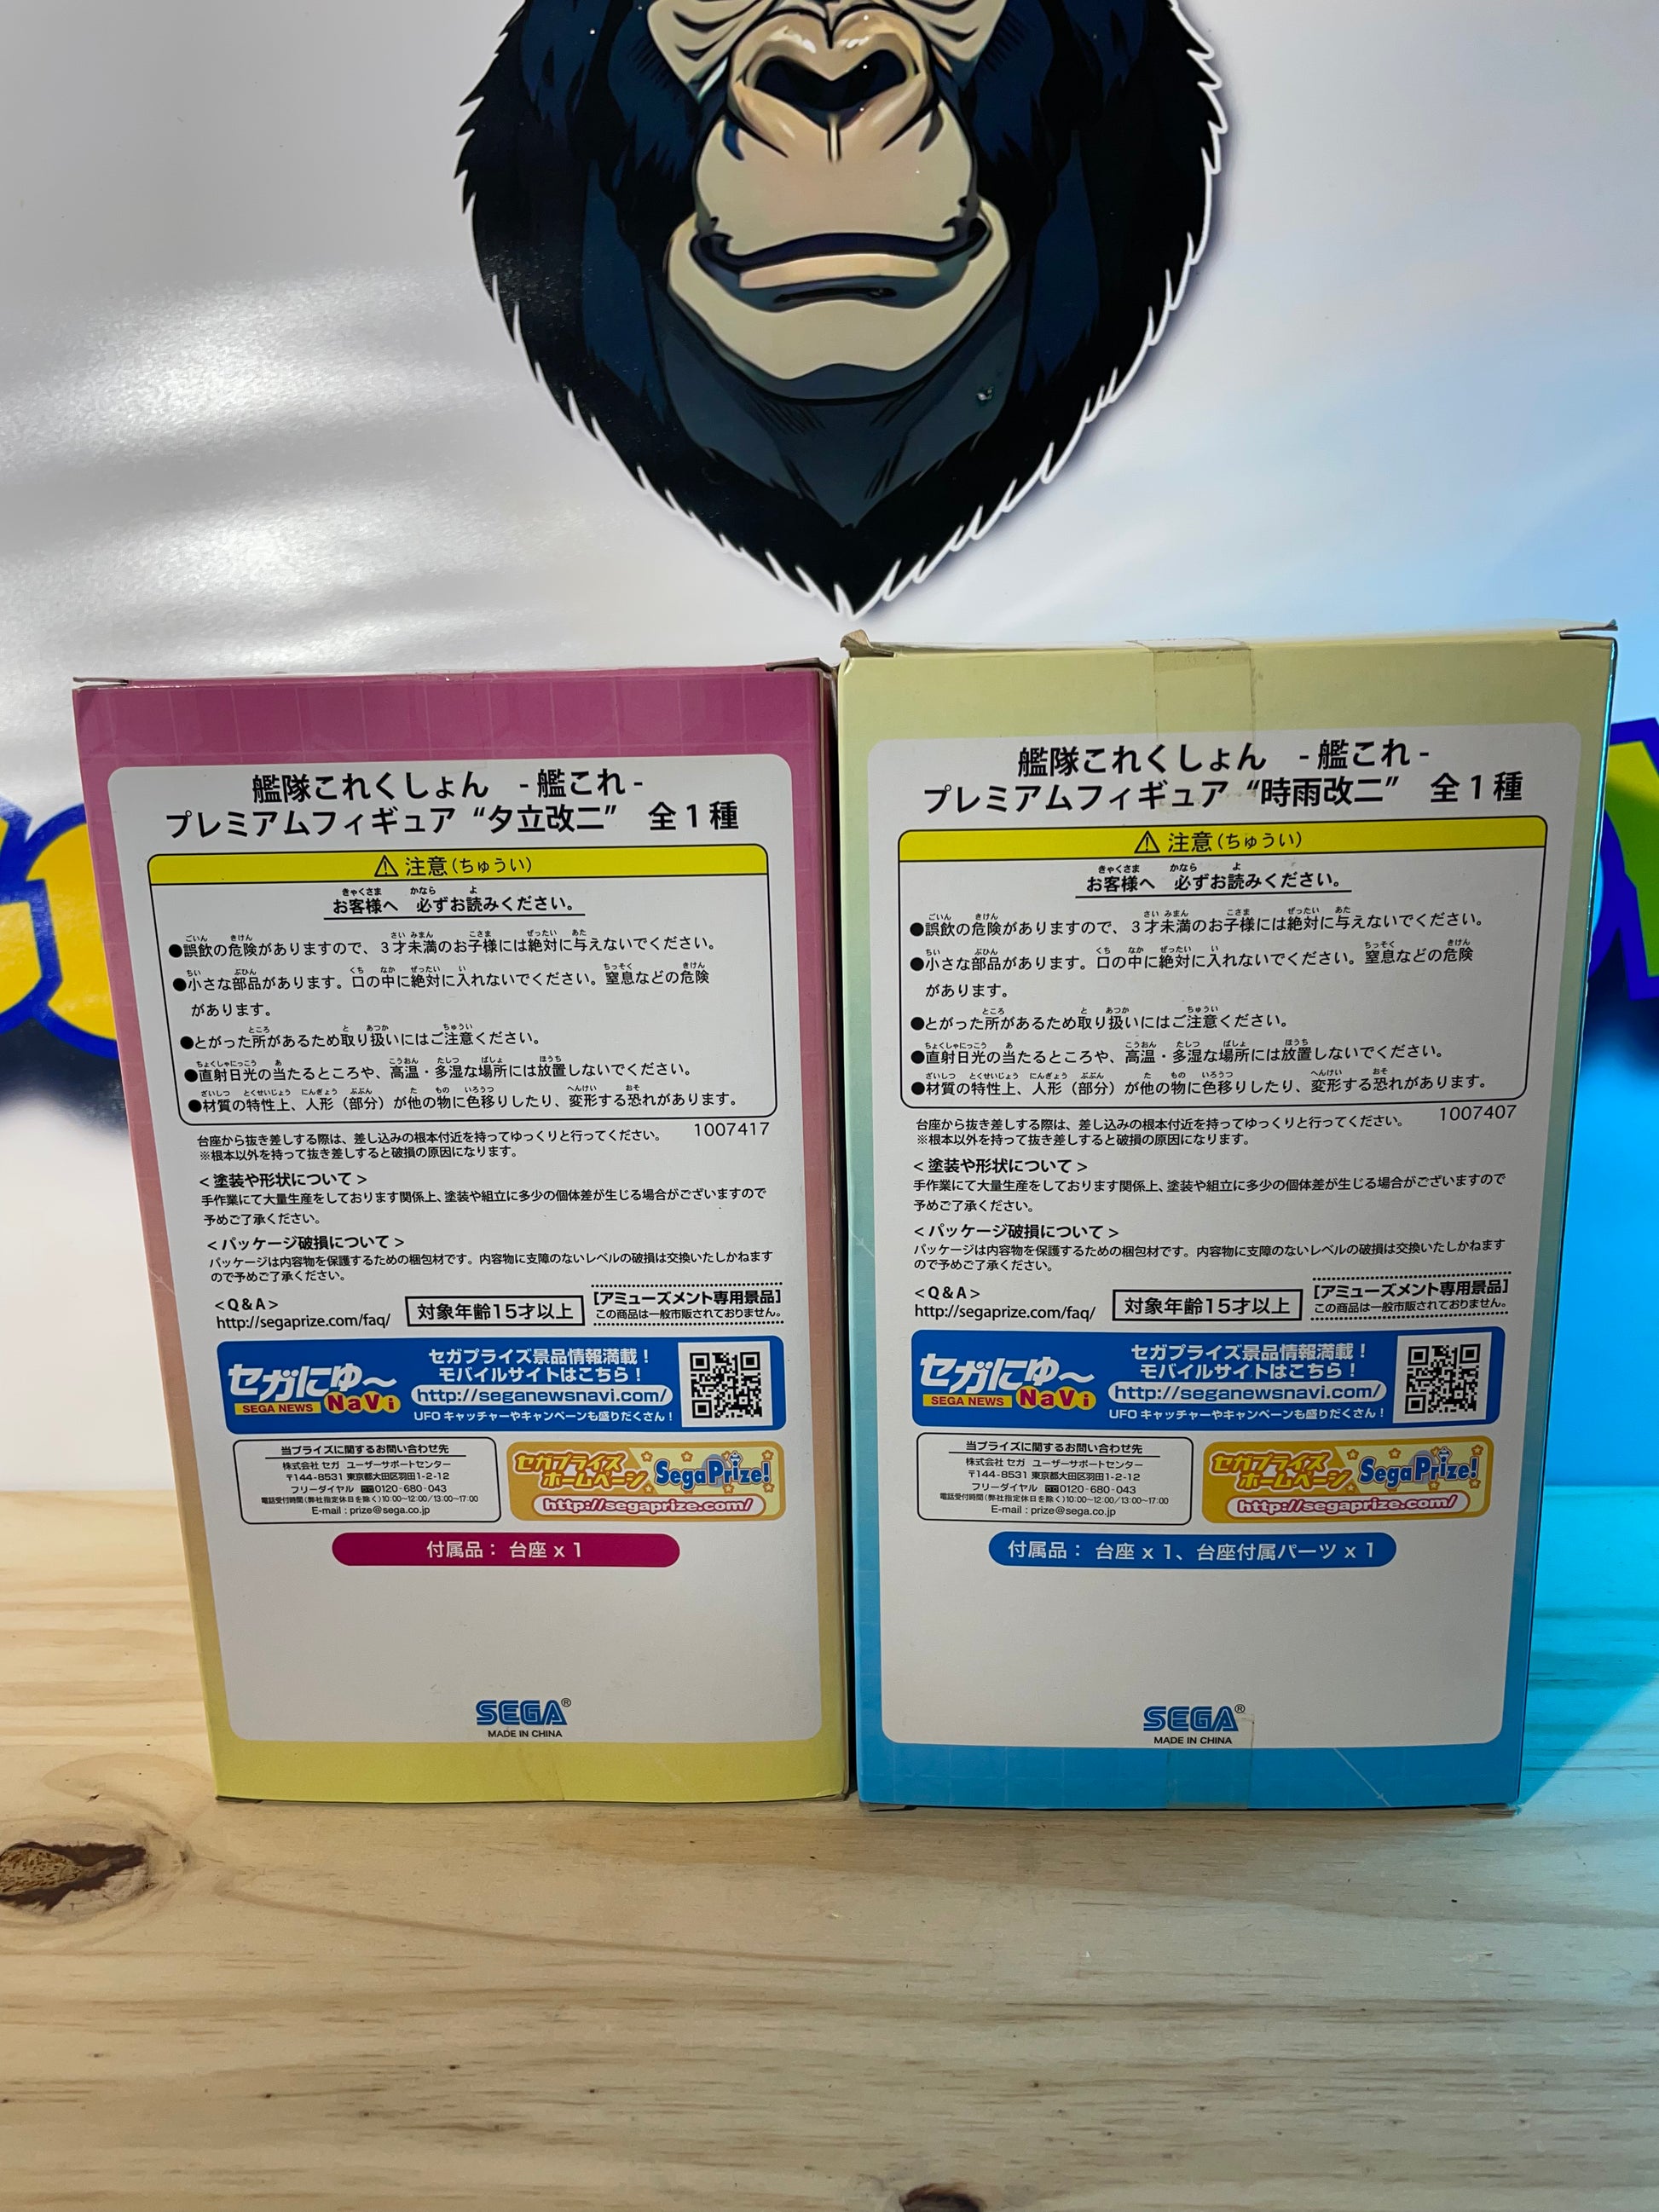 艦隊これくしょん -艦これ-
プレミアムフィギュア “夕立改二” 全1種
⚠ 注意(ちゅうい)
お客様へ 必ずお読みください。
●誤飲の危険がありますので、3才未満のお子様には絶対に与えないでください。
●小さな部品があります。口の中に絶対に入れないでください。窒息などの危険
があります。
●とがった所があるため取り扱いにはご注意ください。
●直射日光の当たるところや、高温・多湿な場所には放置しないでください。
●材質の特性上、人形(部分)が他の物に色移りしたり、変形する恐れがあります。
1007417
台座から抜き差しする際は、差し込みの根本付近を持ってゆっくりと行ってください。
※根本以外を持って抜き差しすると破損の原因になります。
<塗装や形状について>
手作業にて大量生産をしております関係上、塗装や組立に多少の個体差が生じる場合がございますので
予めご了承ください。
<パッケージ破損について>
パッケージは内容物を保護するための梱包材です。内容物に支障のないレベルの破損は交換いたしかねます
ので予めご了承ください。
<Q&A>
http://segaprize.com/faq/
対象年齢15才以上
[アミューズメント専用景品]
この商品は一般市販されておりません。
セガにゅ〜
SEGA NEWS NaVi
セガプライズ景品情報満載!
モバイルサイトはこちら!
http://seganewsnavi.com/
UFOキャッチャーやキャンペーンも盛りだくさん!
当プライズに関するお問い合わせ先
株式会社 セガ ユーザーサポートセンター
〒144-8531 東京都大田区羽田1-2-12
フリーダイヤル 0120-680-043
電話受付時間(弊社指定休日を除く)10:00~12:00/13:00~17:00
E-mail : prize@sega.co.jp
セガプライズ
ホームページ
SegaPrize!
http://segaprize.com/
付属品: 台座 x 1
SEGA®
MADE IN CHINA
艦隊これくしょん -艦これ-
プレミアムフィギュア “時雨改二” 全1種
⚠ 注意(ちゅうい)
お客様へ 必ずお読みください。
●誤飲の危険がありますので、3才未満のお子様には絶対に与えないでください。
●小さな部品があります。口の中に絶対に入れないでください。窒息などの危険
があります。
●とがった所があるため取り扱いにはご注意ください。
●直射日光の当たるところや、高温・多湿な場所には放置しないでください。
●材質の特性上、人形(部分)が他の物に色移りしたり、変形する恐れがあります。
1007407
台座から抜き差しする際は、差し込みの根本付近を持ってゆっくりと行ってください。
※根本以外を持って抜き差しすると破損の原因になります。
<塗装や形状について>
手作業にて大量生産をしております関係上、塗装や組立に多少の個体差が生じる場合がございますので
予めご了承ください。
<パッケージ破損について>
パッケージは内容物を保護するための梱包材です。内容物に支障のないレベルの破損は交換いたしかねます
ので予めご了承ください。
<Q&A>
http://segaprize.com/faq/
対象年齢15才以上
[アミューズメント専用景品]
この商品は一般市販されておりません。
セガにゅ〜
SEGA NEWS NaVi
セガプライズ景品情報満載!
モバイルサイトはこちら!
http://seganewsnavi.com/
UFOキャッチャーやキャンペーンも盛りだくさん!
当プライズに関するお問い合わせ先
株式会社 セガ ユーザーサポートセンター
〒144-8531 東京都大田区羽田1-2-12
フリーダイヤル 0120-680-043
電話受付時間(弊社指定休日を除く)10:00~12:00/13:00~17:00
E-mail : prize@sega.co.jp
セガプライズ
ホームページ
SegaPrize!
http://segaprize.com/
付属品: 台座 x 1、台座付属パーツ x 1
SEGA®
MADE IN CHINA